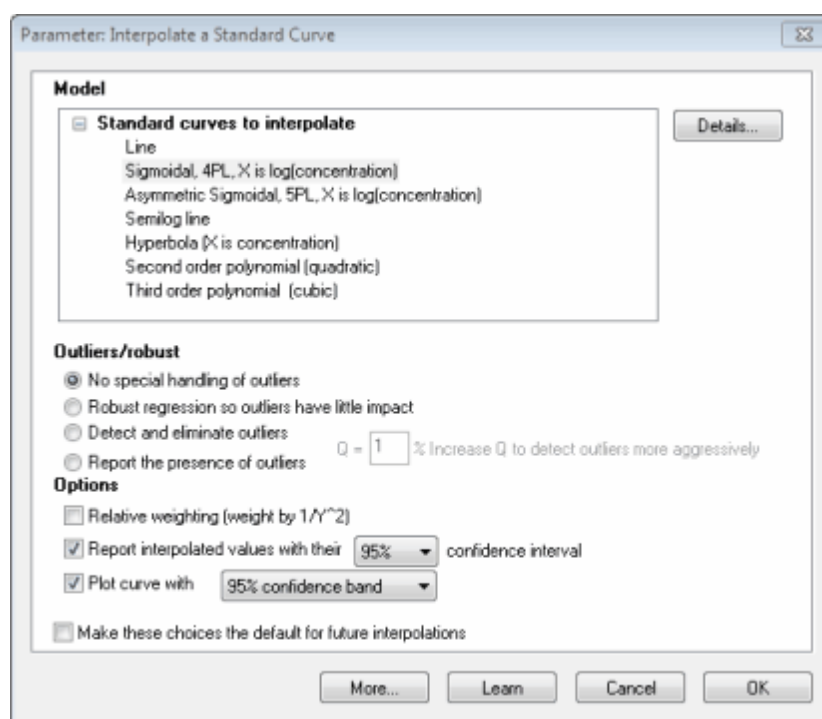 Parameter: Interpolate a Standard Curve
Model
Standard curves to interpolate
Details...
Line
Sigmoidal, 4PL, X is log(concentration)
Asymmetric Sigmoidal, 5PL, X is log(concentration)
Semilog line
Hyperbola (X is concentration)
Second order polynomial (quadratic)
Third order polynomial (cubic)
Outliers/robust
No special handling of outliers
Robust regression so outliers have little impact
Detect and eliminate outliers
Q = 1 % Increase Q to detect outliers more aggressively
Report the presence of outliers
Options
Relative weighting (weight by 1/Y^2)
Report interpolated values with their 95% confidence interval
Plot curve with 95% confidence band
Make these choices the default for future interpolations
More... Learn Cancel OK